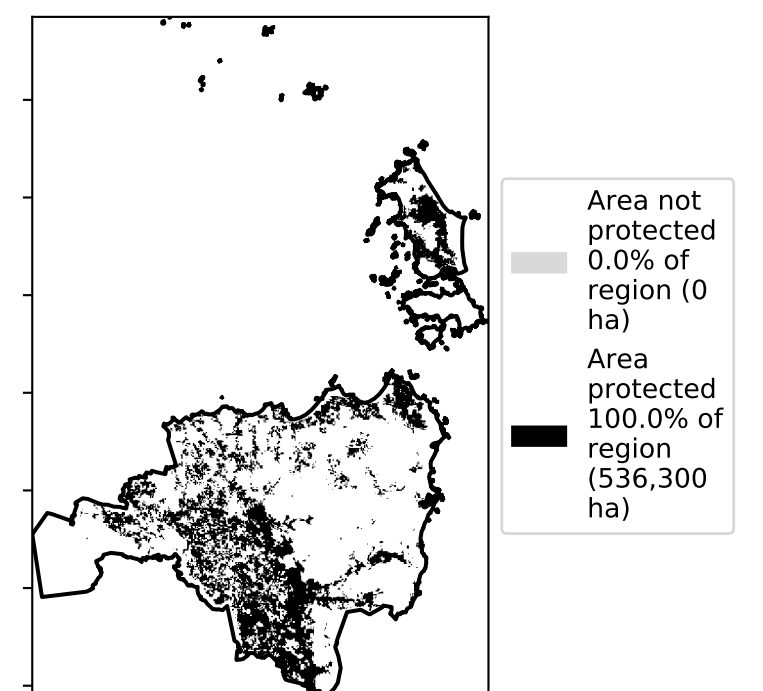 Area not
protected
0.0% of
region (0
ha)
Area
protected
100.0% of
region
(536,300
ha)